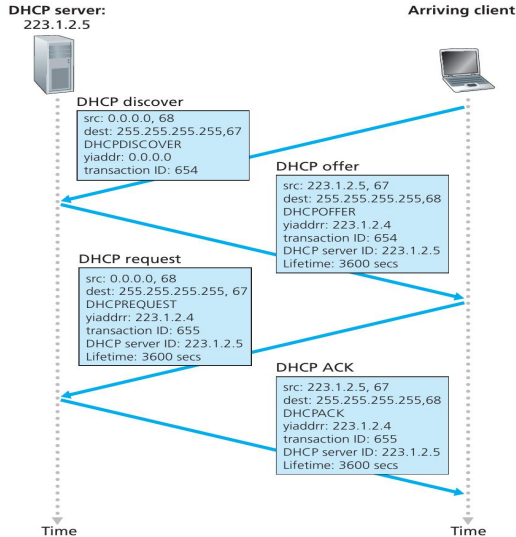 DHCP server:
223.1.2.5
Arriving client
DHCP discover
src: 0.0.0.0, 68
dest: 255.255.255.255,67
DHCPDISCOVER
yiaddr: 0.0.0.0
transaction ID: 654
DHCP offer
src: 223.1.2.5, 67
dest: 255.255.255.255,68
DHCPOFFER
yiaddrr: 223.1.2.4
transaction ID: 654
DHCP server ID: 223.1.2.5
Lifetime: 3600 secs
DHCP request
src: 0.0.0.0, 68
dest: 255.255.255.255, 67
DHCPREQUEST
yiaddrr: 223.1.2.4
transaction ID: 655
DHCP server ID: 223.1.2.5
Lifetime: 3600 secs
DHCP ACK
src: 223.1.2.5, 67
dest: 255.255.255.255,68
DHCPACK
yiaddrr: 223.1.2.4
transaction ID: 655
DHCP server ID: 223.1.2.5
Lifetime: 3600 secs
Time
Time